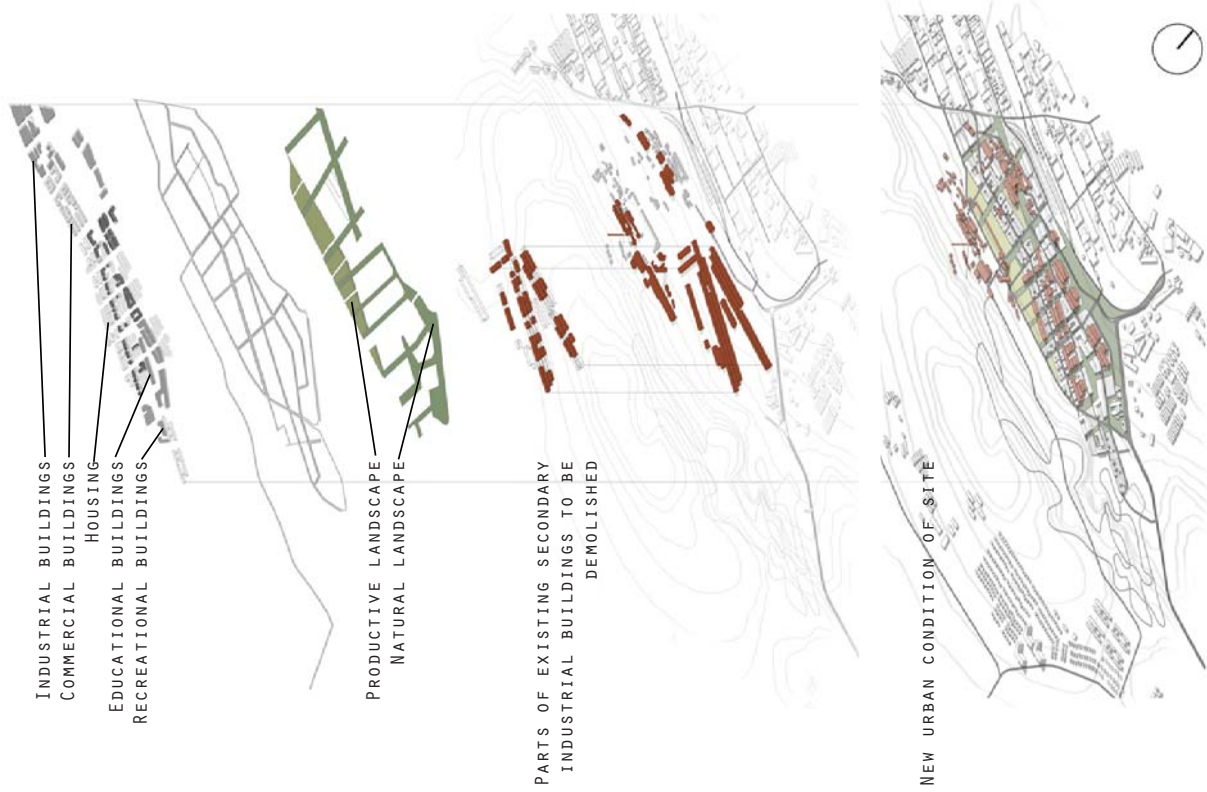 INDUSTRIAL BUILDINGS
COMMERCIAL BUILDINGS
HOUSING
EDUCATIONAL BUILDINGS
RECREATIONAL BUILDINGS
PRODUCTIVE LANDSCAPE
NATURAL LANDSCAPE
PARTS OF EXISTING SECONDARY
INDUSTRIAL BUILDINGS TO BE
DEMOLISHED
NEW URBAN CONDITION OF SITE